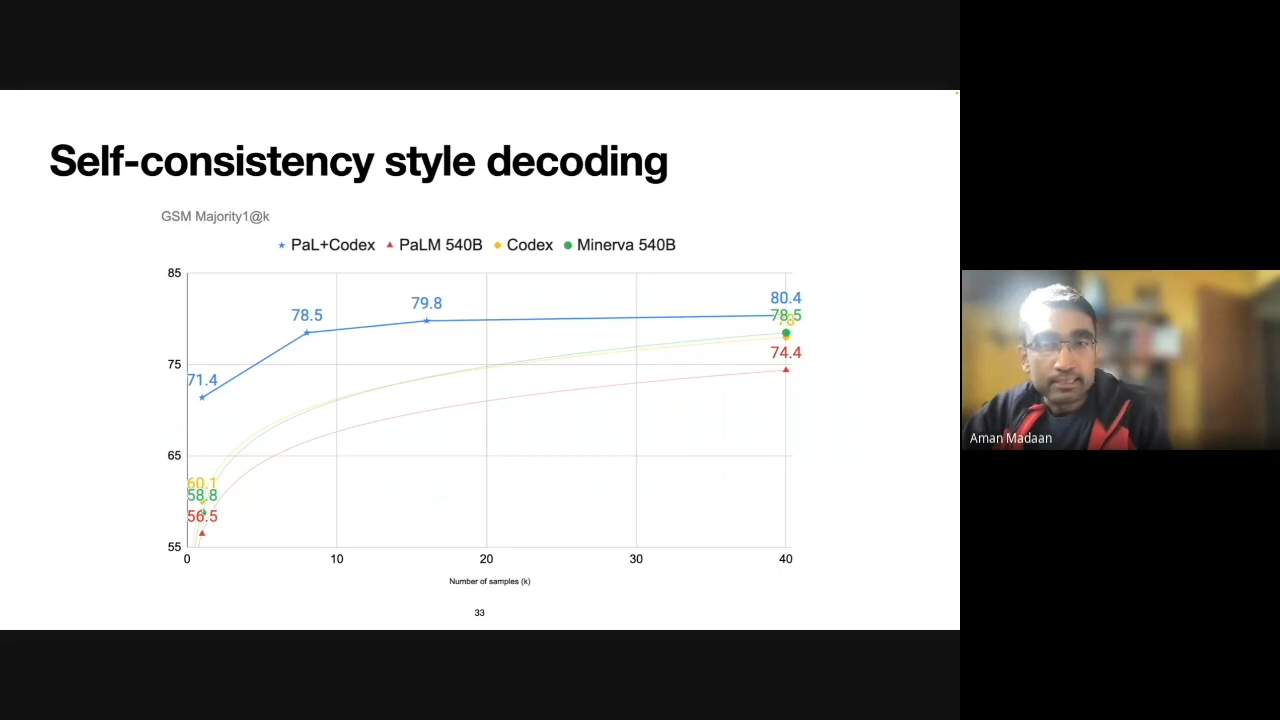 Self-consistency style decoding
GSM Majority1@k
PaL+Codex PaLM 540B Codex Minerva 540B
85
80.4
79.8
78.5
78.5
78
75
74.4
71.4
65
60.1
58.8
56.5
55
0 10 20 30 40
Number of samples (k)
33
Aman Madaan